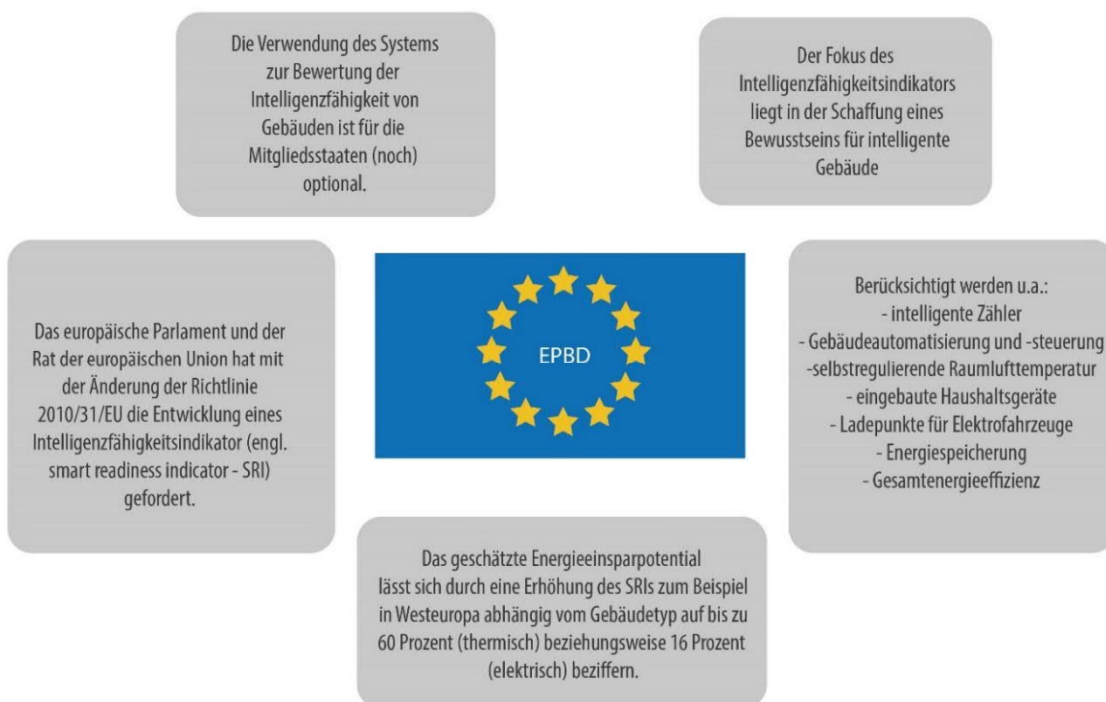 Die Verwendung des Systems
zur Bewertung der
Intelligenzfähigkeit von
Gebäuden ist für die
Mitgliedsstaaten (noch)
optional.
Der Fokus des
Intelligenzfähigkeitsindikators
liegt in der Schaffung eines
Bewusstseins für intelligente
Gebäude
Das europäische Parlament und der
Rat der europäischen Union hat mit
der Änderung der Richtlinie
2010/31/EU die Entwicklung eines
Intelligenzfähigkeitsindikator (engl.
smart readiness indicator - SRI)
gefordert.
EPBD
Berücksichtigt werden u.a.:
- intelligente Zähler
- Gebäudeautomatisierung und -steuerung
-selbstregulierende Raumlufttemperatur
- eingebaute Haushaltsgeräte
- Ladepunkte für Elektrofahrzeuge
- Energiespeicherung
- Gesamtenergieeffizienz
Das geschätzte Energieeinsparpotential
lässt sich durch eine Erhöhung des SRIs zum Beispiel
in Westeuropa abhängig vom Gebäudetyp auf bis zu
60 Prozent (thermisch) beziehungsweise 16 Prozent
(elektrisch) beziffern.